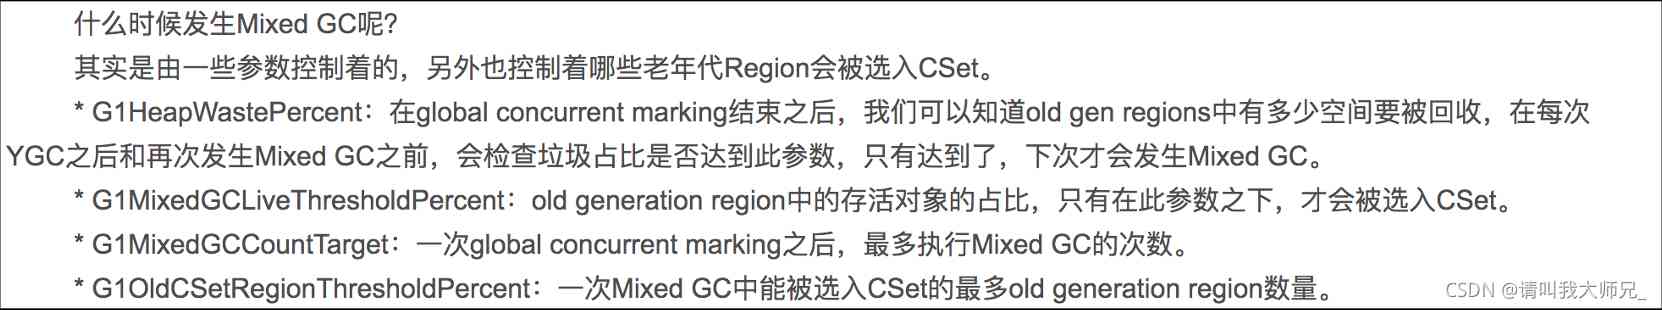 什么时候发生Mixed GC呢?
其实是由一些参数控制着的，另外也控制着哪些老年代Region会被选入CSet。
* G1HeapWastePercent：在global concurrent marking结束之后，我们可以知道old gen regions中有多少空间要被回收，在每次
YGC之后和再次发生Mixed GC之前，会检查垃圾占比是否达到此参数，只有达到了，下次才会发生Mixed GC。
* G1MixedGCLiveThresholdPercent：old generation region中的存活对象的占比，只有在此参数之下，才会被选入CSet。
* G1MixedGCCountTarget：一次global concurrent marking之后，最多执行Mixed GC的次数。
* G1OldCSetRegionThresholdPercent：一次Mixed GC中能被选入CSet的最多old generation region数量。
CSDN @请叫我大师兄_